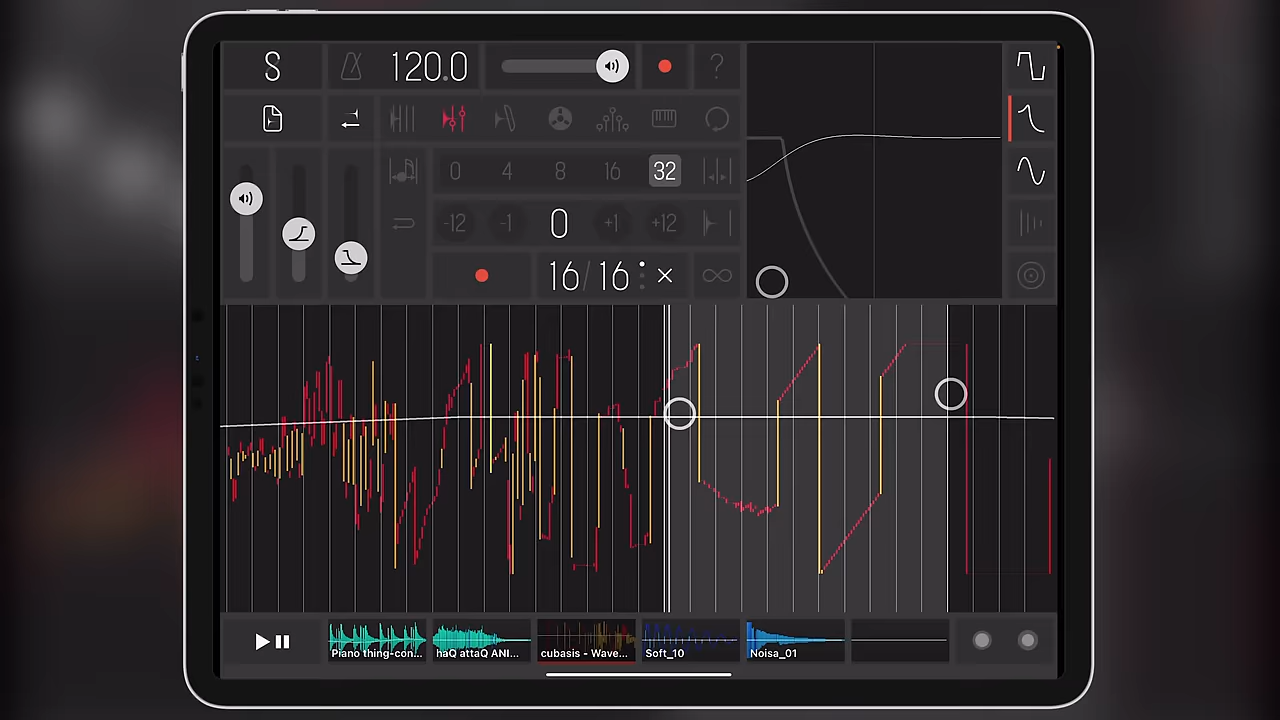 S
120.0
?
0 4 8 16 32
-12 -1 0 +1 +12
16/16 ×
Piano thing-con...
haQ attaQ ANI...
cubasis - Wave...
Soft_10
Noisa_01